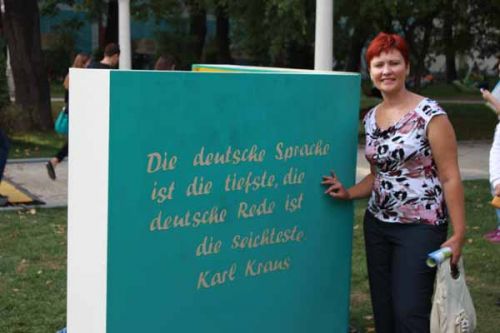 Die deutsche Sprache
ist die tiefste, die
deutsche Rede ist
die seichteste.
Karl Kraus